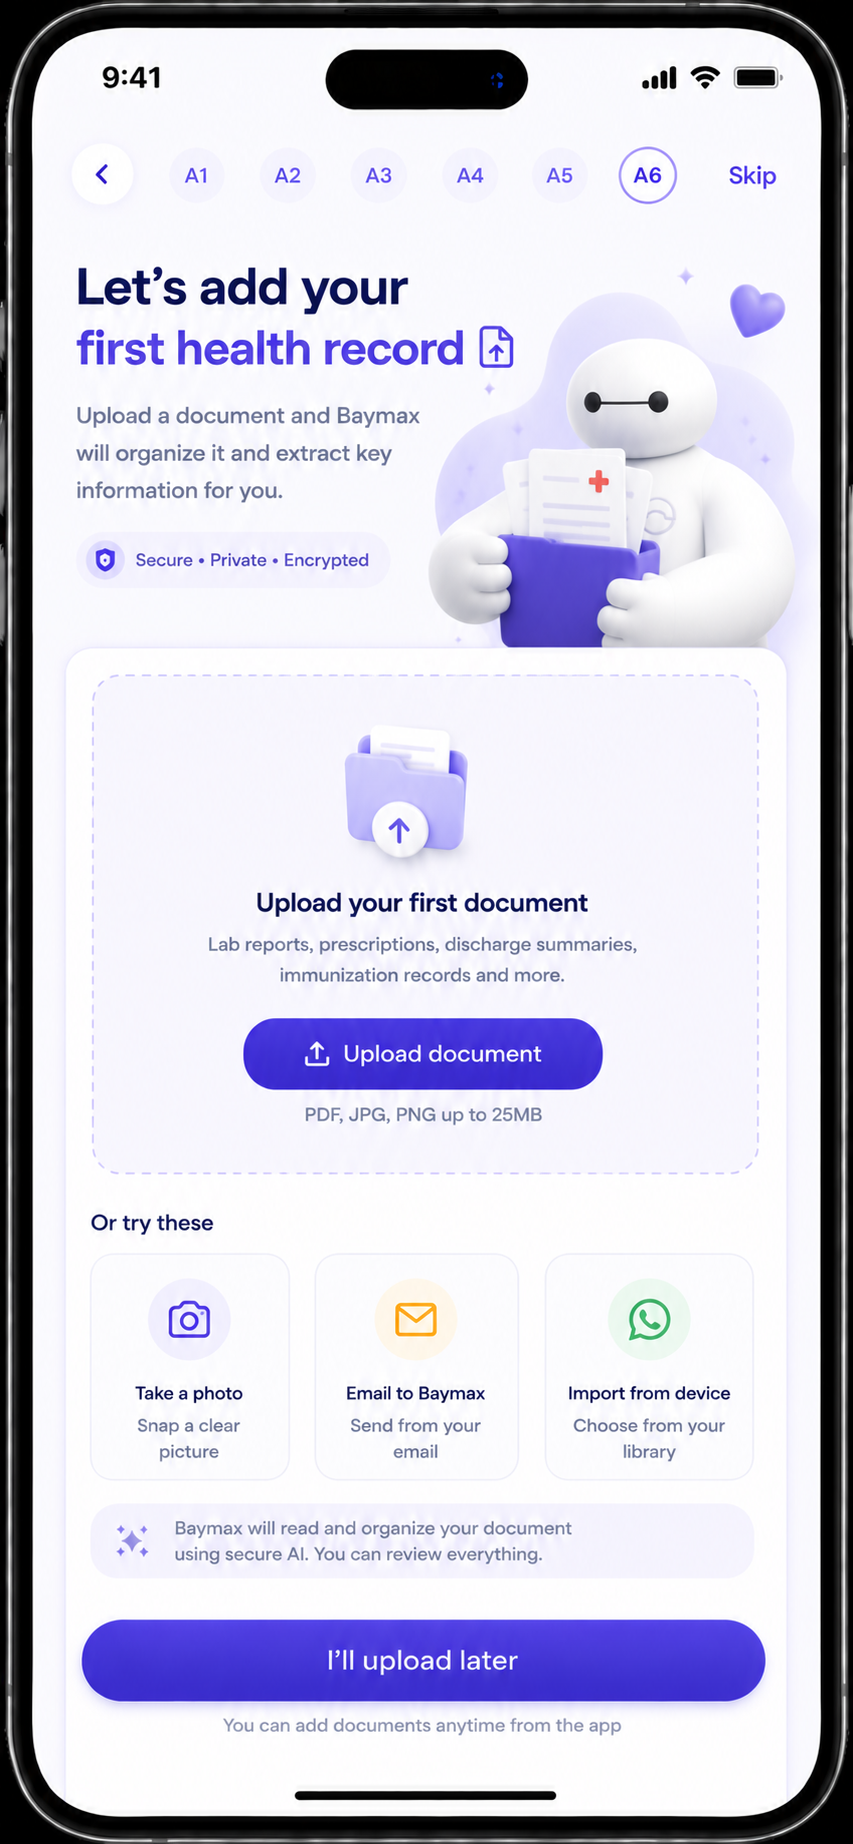 9:41
A1 A2 A3 A4 A5 A6 Skip
Let’s add your
first health record
Upload a document and Baymax
will organize it and extract key
information for you.
Secure • Private • Encrypted
Upload your first document
Lab reports, prescriptions, discharge summaries,
immunization records and more.
Upload document
PDF, JPG, PNG up to 25MB
Or try these
Take a photo
Snap a clear
picture
Email to Baymax
Send from your
email
Import from device
Choose from your
library
Baymax will read and organize your document
using secure AI. You can review everything.
I’ll upload later
You can add documents anytime from the app